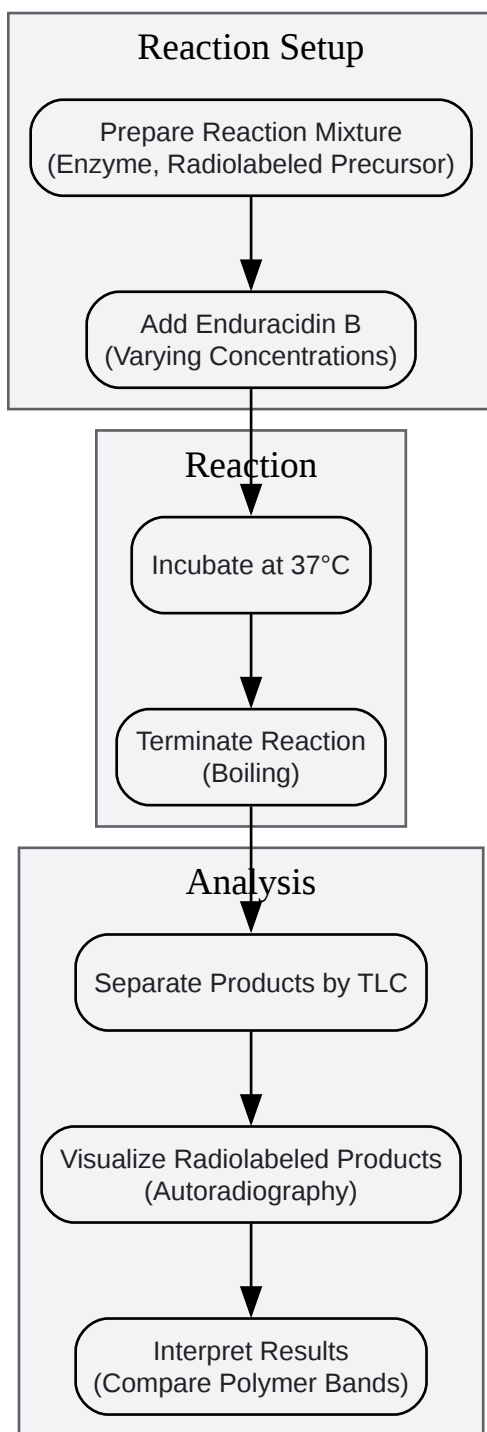 Reaction Setup
Prepare Reaction Mixture
(Enzyme, Radiolabeled Precursor)
Add Enduracidin B
(Varying Concentrations)
Reaction
Incubate at 37°C
Terminate Reaction
(Boiling)
Analysis
Separate Products by TLC
Visualize Radiolabeled Products
(Autoradiography)
Interpret Results
(Compare Polymer Bands)